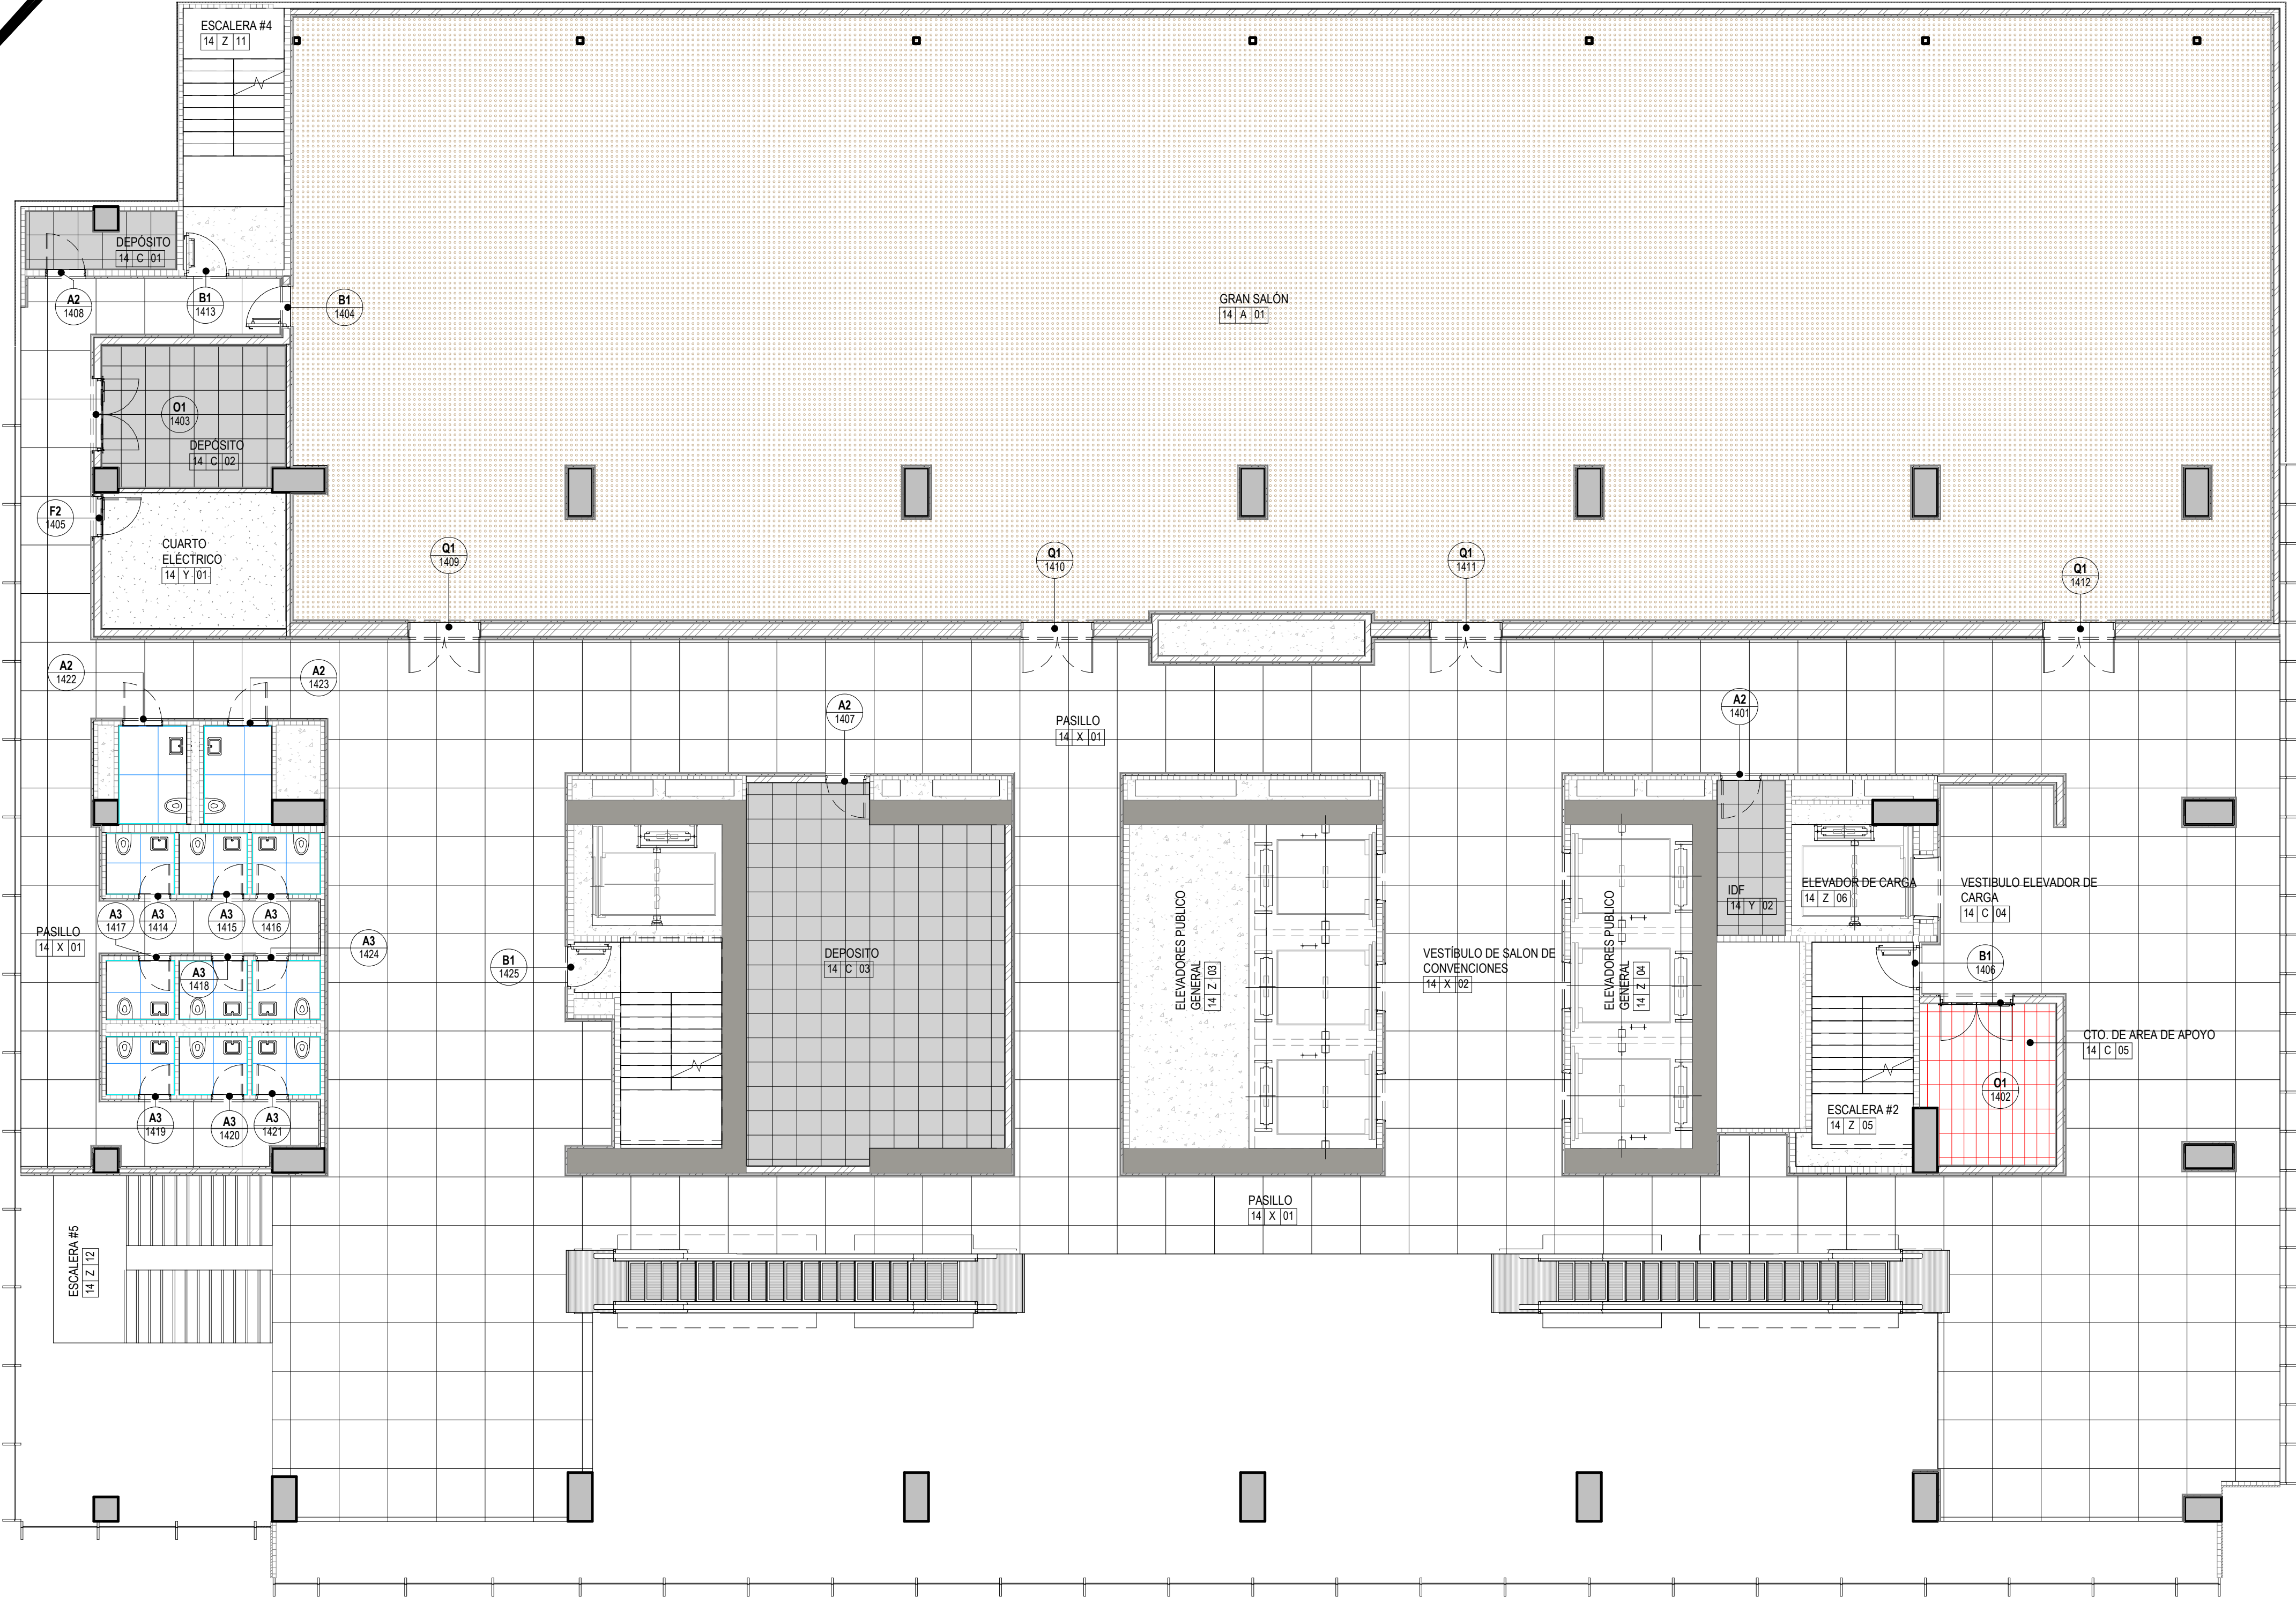 ESCALERA #4
14 Z 11
DEPÓSITO
14 C 01
A2
1408
B1
1413
B1
1404
GRAN SALÓN
14 A 01
O1
1403
DEPÓSITO
14 C 02
F2
1405
CUARTO
ELÉCTRICO
14 Y 01
Q1
1409
Q1
1410
Q1
1411
Q1
1412
A2
1422
A2
1423
A2
1407
PASILLO
14 X 01
A2
1401
A3
1417
A3
1414
A3
1415
A3
1416
PASILLO
14 X 01
A3
1424
A3
1418
B1
1425
DEPOSITO
14 C 03
ELEVADORES PUBLICO
GENERAL
14 Z 03
VESTÍBULO DE SALON DE
CONVENCIONES
14 X 02
ELEVADORES PUBLICO
GENERAL
14 Z 04
IDF
14 Y 02
ELEVADOR DE CARGA
14 Z 06
VESTIBULO ELEVADOR DE
CARGA
14 C 04
B1
1406
CTO. DE AREA DE APOYO
14 C 05
O1
1402
ESCALERA #2
14 Z 05
A3
1419
A3
1420
A3
1421
PASILLO
14 X 01
ESCALERA #5
14 Z 12